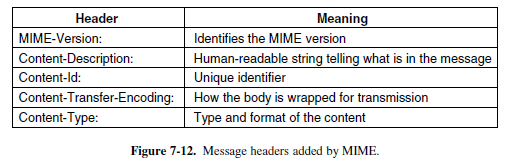 Header Meaning
MIME-Version: Identifies the MIME version
Content-Description: Human-readable string telling what is in the message
Content-Id: Unique identifier
Content-Transfer-Encoding: How the body is wrapped for transmission
Content-Type: Type and format of the content
Figure 7-12. Message headers added by MIME.